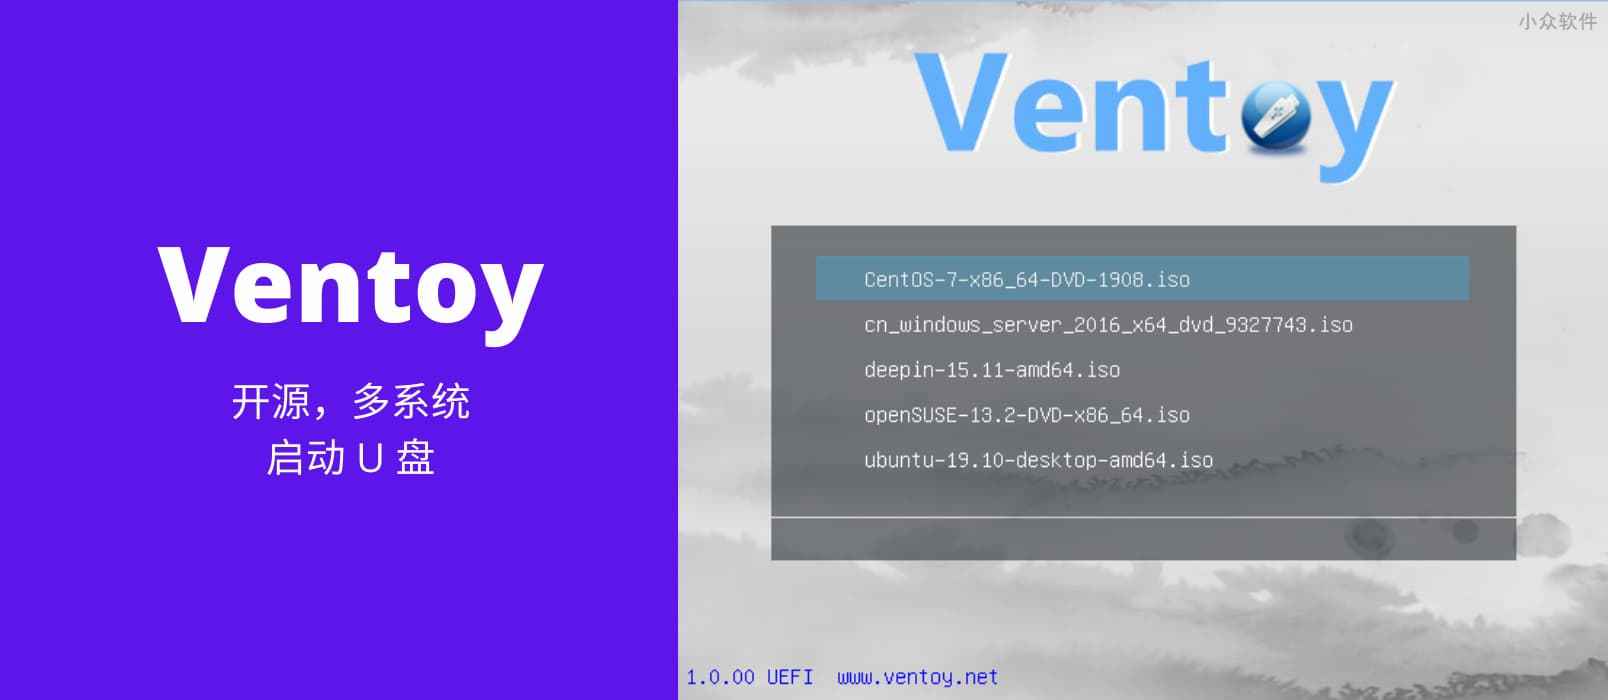 Ventoy
开源，多系统
启动 U 盘
小众软件
Ventoy
CentOS-7-x86_64-DVD-1908.iso
cn_windows_server_2016_x64_dvd_9327743.iso
deepin-15.11-amd64.iso
openSUSE-13.2-DVD-x86_64.iso
ubuntu-19.10-desktop-amd64.iso
1.0.00 UEFI  www.ventoy.net